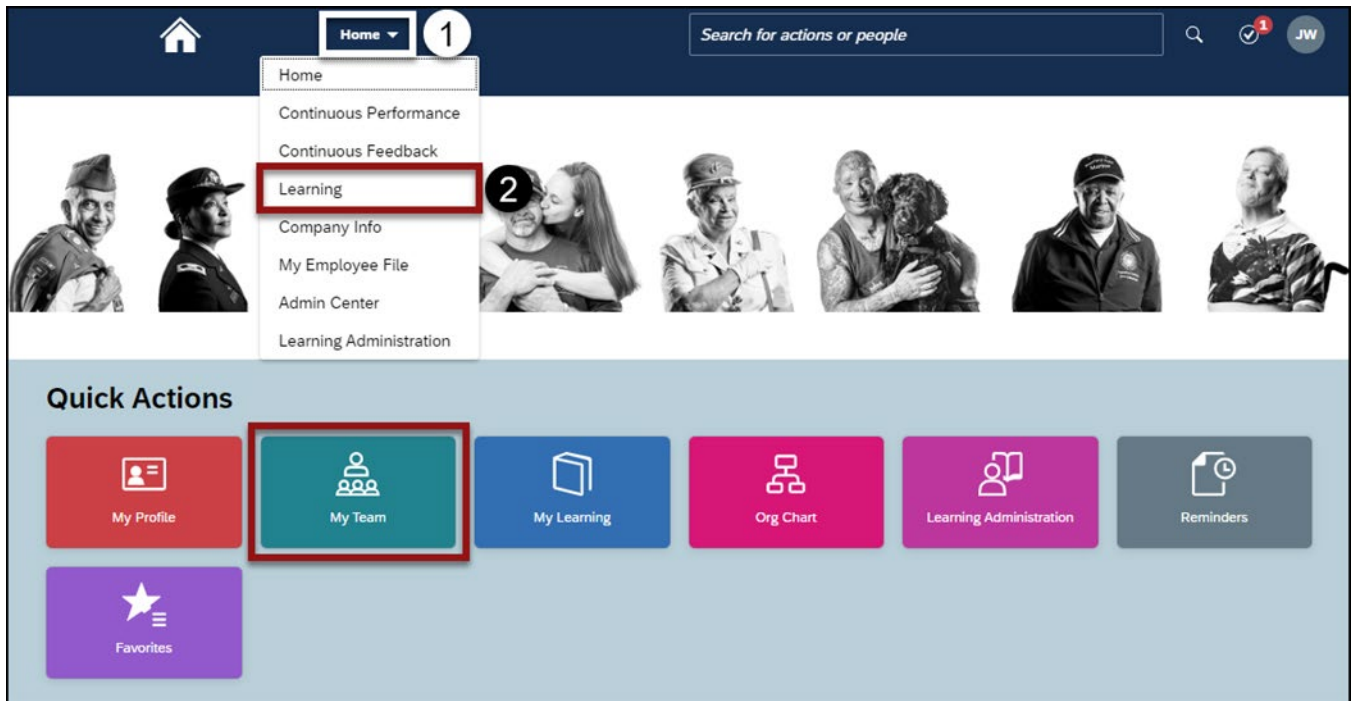 Home
1
Search for actions or people
1
JW
Home
Continuous Performance
Continuous Feedback
Learning
2
Company Info
My Employee File
Admin Center
Learning Administration
Quick Actions
My Profile
My Team
My Learning
Org Chart
Learning Administration
Reminders
Favorites